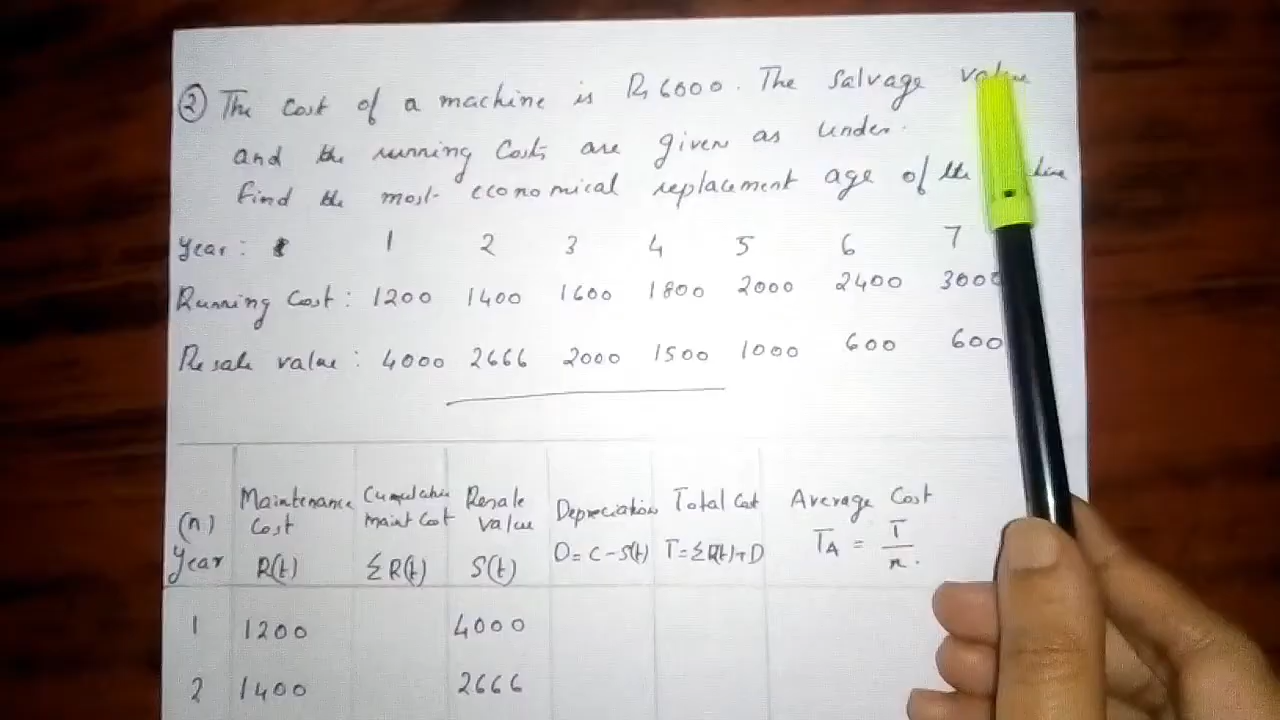 ② The Cost of a machine is Rs 6000. The Salvage value
and the running Costs are given as under.
Find the most economical replacement age of the
Year: 1 2 3 4 5 6 7
Running Cost: 1200 1400 1600 1800 2000 2400 3000
Resale value: 4000 2666 2000 1500 1000 600 600
(n) Year Maintenance Cost R(t) Cumulative maint Cost ΣR(t) Resale Value S(t) Depreciation D = C - S(t) Total Cost T = ΣR(t)+D Average Cost TA = T/n.
1 1200 4000
2 1400 2666